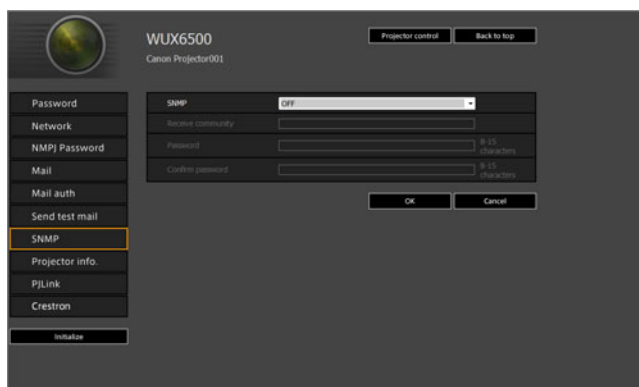 WUX6500
Canon Projector001
Projector control
Back to top
Password
Network
NMPJ Password
Mail
Mail auth
Send test mail
SNMP
Projector info.
PJLink
Crestron
Initialize
SNMP OFF
Receive community
Password 8-15 characters
Confirm password 8-15 characters
OK
Cancel